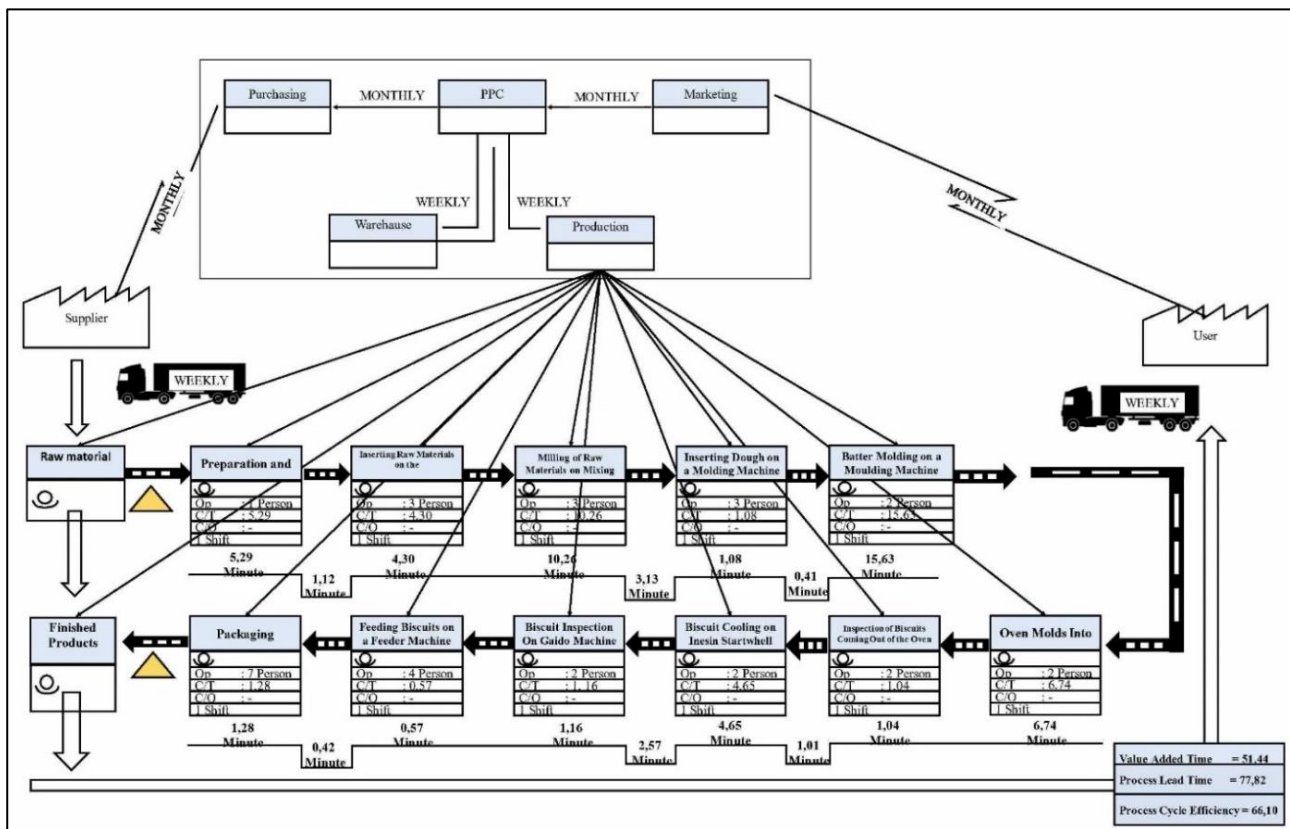 Purchasing
MONTHLY
PPC
MONTHLY
Marketing
MONTHLY
MONTHLY
WEEKLY
WEEKLY
Warehause
Production
Supplier
User
WEEKLY
WEEKLY
Raw material
Preparation and
Op : Person
C/T : 5.29
C/O : -
1 Shift
Inserting Raw Materials
on the
Op : 3 Person
C/T : 4.30
C/O : -
1 Shift
Milling of Raw
Materials on Mixing
Op : 3 Person
C/T : 10.26
C/O : -
1 Shift
Inserting Dough on
a Molding Machine
Op : 3 Person
C/T : 1.08
C/O : -
1 Shift
Batter Molding on a
Moulding Machine
Op : 2 Person
C/T : 15.63
C/O : -
1 Shift
5,29
Minute
1,12
Minute
4,30
Minute
10,26
Minute
3,13
Minute
1,08
Minute
0,41
Minute
15,63
Minute
Finished
Products
Packaging
Op : 7 Person
C/T : 1.28
C/O : -
1 Shift
Feeding Biscuits on
a Feeder Machine
Op : 4 Person
C/T : 0.57
C/O : -
1 Shift
Biscuit Inspection
On Gaido Machine
Op : 2 Person
C/T : 1, 16
C/O : -
1 Shift
Biscuit Cooling on
Inesin Startwhell
Op : 2 Person
C/T : 4.65
C/O : -
1 Shift
Inspection of Biscuits
Coming Out of the Oven
Op : 2 Person
C/T : 1.04
C/O : -
1 Shift
Oven Molds Into
Op : 2 Person
C/T : 6.74
C/O : -
1 Shift
1,28
Minute
0,42
Minute
0,57
Minute
1,16
Minute
2,57
Minute
4,65
Minute
1,01
Minute
1,04
Minute
6,74
Minute
Value Added Time = 51,44
Process Lead Time = 77,82
Process Cycle Efficiency = 66,10